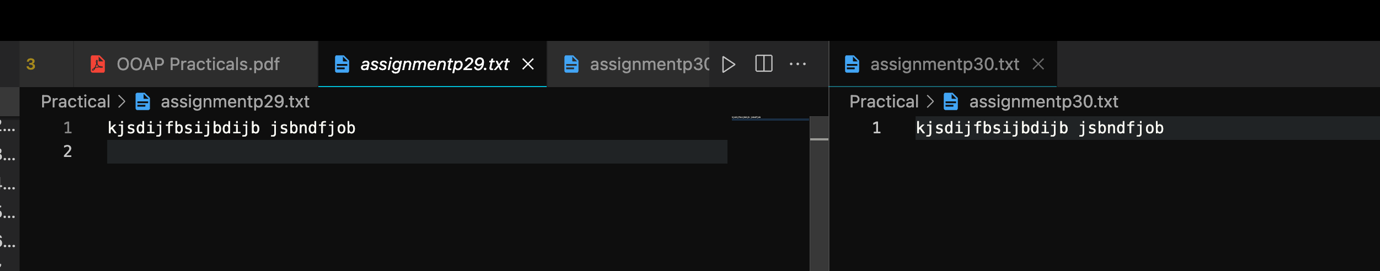 3 OOAP Practicals.pdf assignmentp29.txt assignmentp30
Practical > assignmentp29.txt
1 kjsdijfbsijbdijb jsbndfjob
2
assignmentp30.txt
Practical > assignmentp30.txt
1 kjsdijfbsijbdijb jsbndfjob